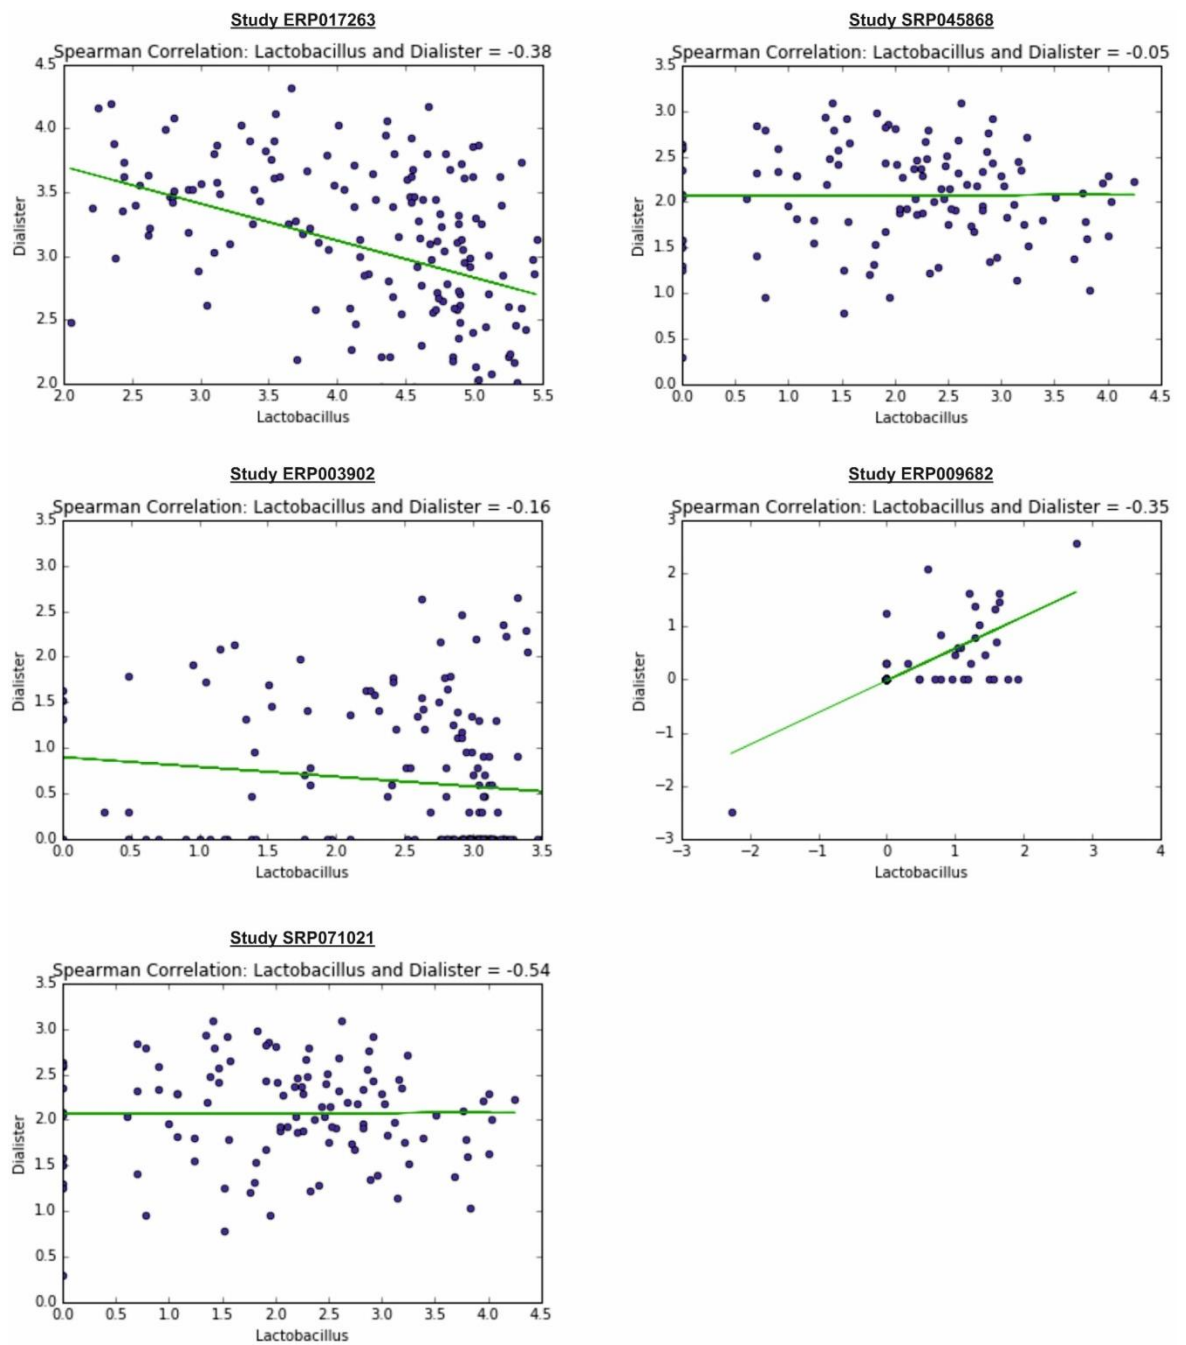 Study ERP017263
Spearman Correlation: Lactobacillus and Dialister = -0.38
4.5
4.0
3.5
3.0
2.5
2.0
Dialister
2.0 2.5 3.0 3.5 4.0 4.5 5.0 5.5
Lactobacillus
Study SRP045868
Spearman Correlation: Lactobacillus and Dialister = -0.05
3.5
3.0
2.5
2.0
1.5
1.0
0.5
0.0
Dialister
0.0 0.5 1.0 1.5 2.0 2.5 3.0 3.5 4.0 4.5
Lactobacillus
Study ERP003902
Spearman Correlation: Lactobacillus and Dialister = -0.16
3.5
3.0
2.5
2.0
1.5
1.0
0.5
0.0
Dialister
0.0 0.5 1.0 1.5 2.0 2.5 3.0 3.5
Lactobacillus
Study ERP009682
Spearman Correlation: Lactobacillus and Dialister = -0.35
3
2
1
0
−1
−2
−3
Dialister
−3 −2 −1 0 1 2 3 4
Lactobacillus
Study SRP071021
Spearman Correlation: Lactobacillus and Dialister = -0.54
3.5
3.0
2.5
2.0
1.5
1.0
0.5
0.0
Dialister
0.0 0.5 1.0 1.5 2.0 2.5 3.0 3.5 4.0 4.5
Lactobacillus